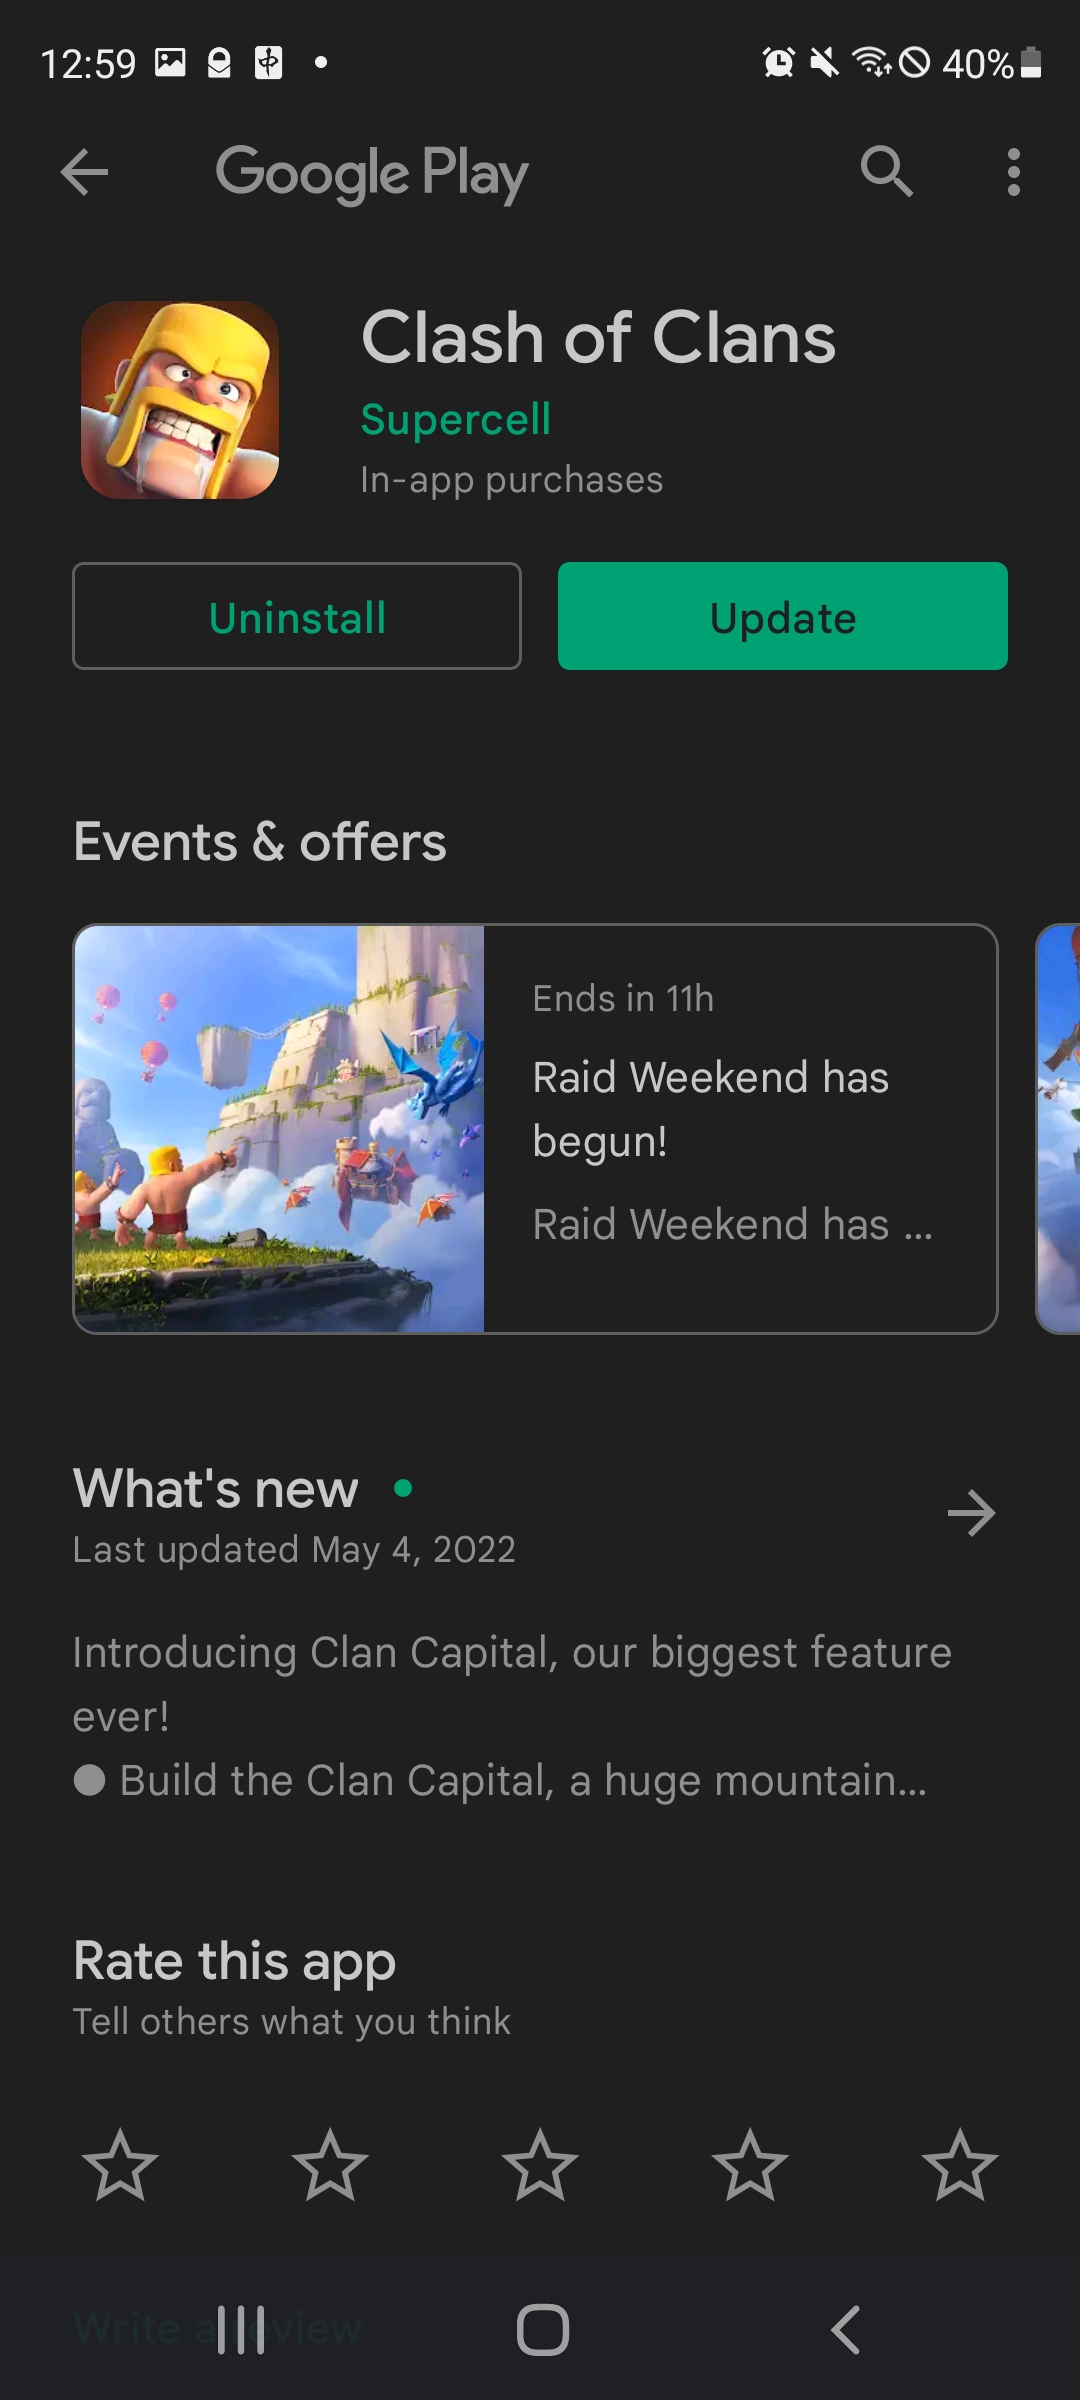 12:59
40%
Google Play
Clash of Clans
Supercell
In-app purchases
Uninstall
Update
Events & offers
Ends in 11h
Raid Weekend has
begun!
Raid Weekend has ...
What's new
Last updated May 4, 2022
Introducing Clan Capital, our biggest feature
ever!
● Build the Clan Capital, a huge mountain...
Rate this app
Tell others what you think
Write a review